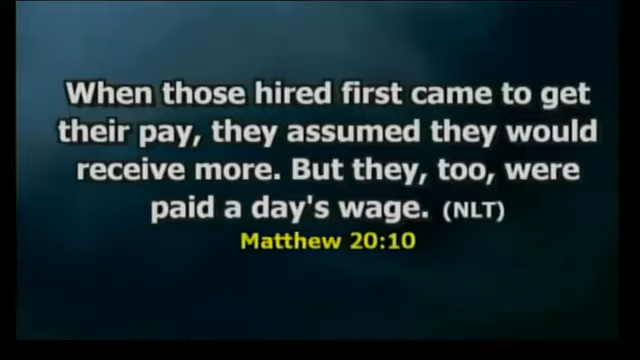 When those hired first came to get
their pay, they assumed they would
receive more. But they, too, were
paid a day's wage. (NLT)
Matthew 20:10